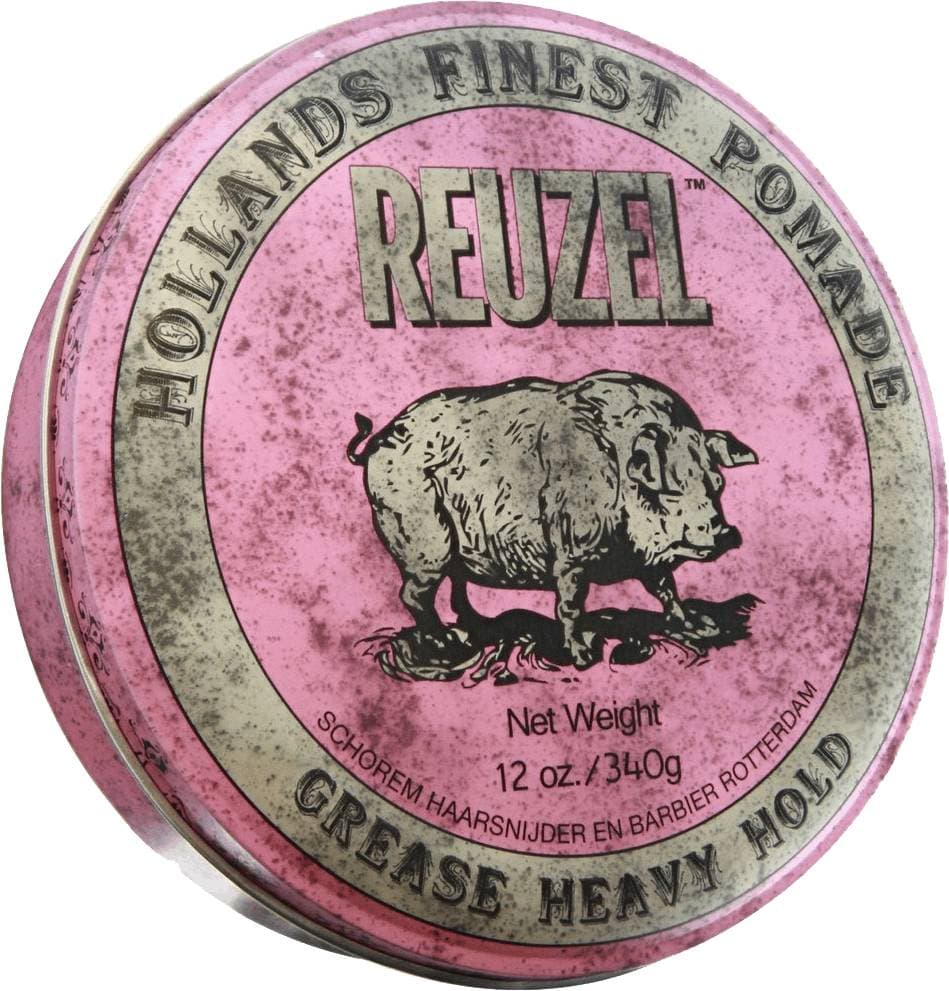 HOLLANDS FINEST POMADE
REUZEL™
Net Weight
12 oz./340g
SCHOREM HAARSNIJDER EN BARBIER ROTTERDAM
GREASE HEAVY HOLD